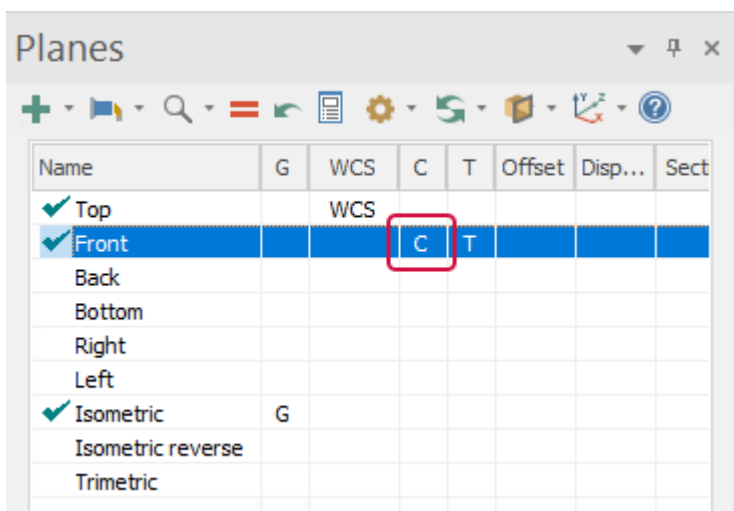 Planes
Name G WCS C T Offset Disp... Sect
Top WCS
Front C T
Back
Bottom
Right
Left
Isometric G
Isometric reverse
Trimetric